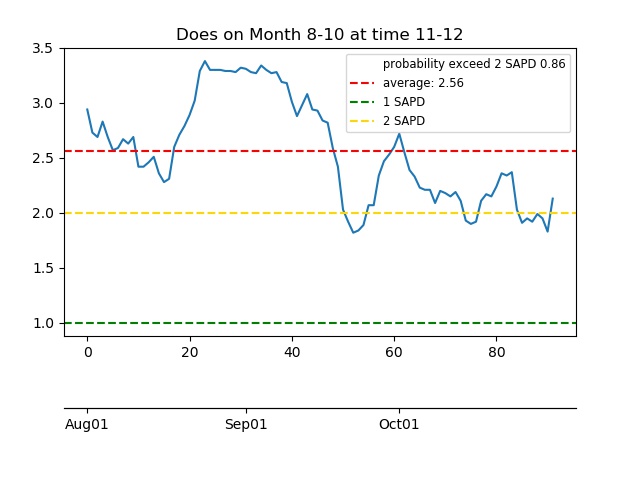 Does on Month 8-10 at time 11-12
probability exceed 2 SAPD 0.86
average: 2.56
1 SAPD
2 SAPD
3.5
3.0
2.5
2.0
1.5
1.0
0 20 40 60 80
Aug01 Sep01 Oct01